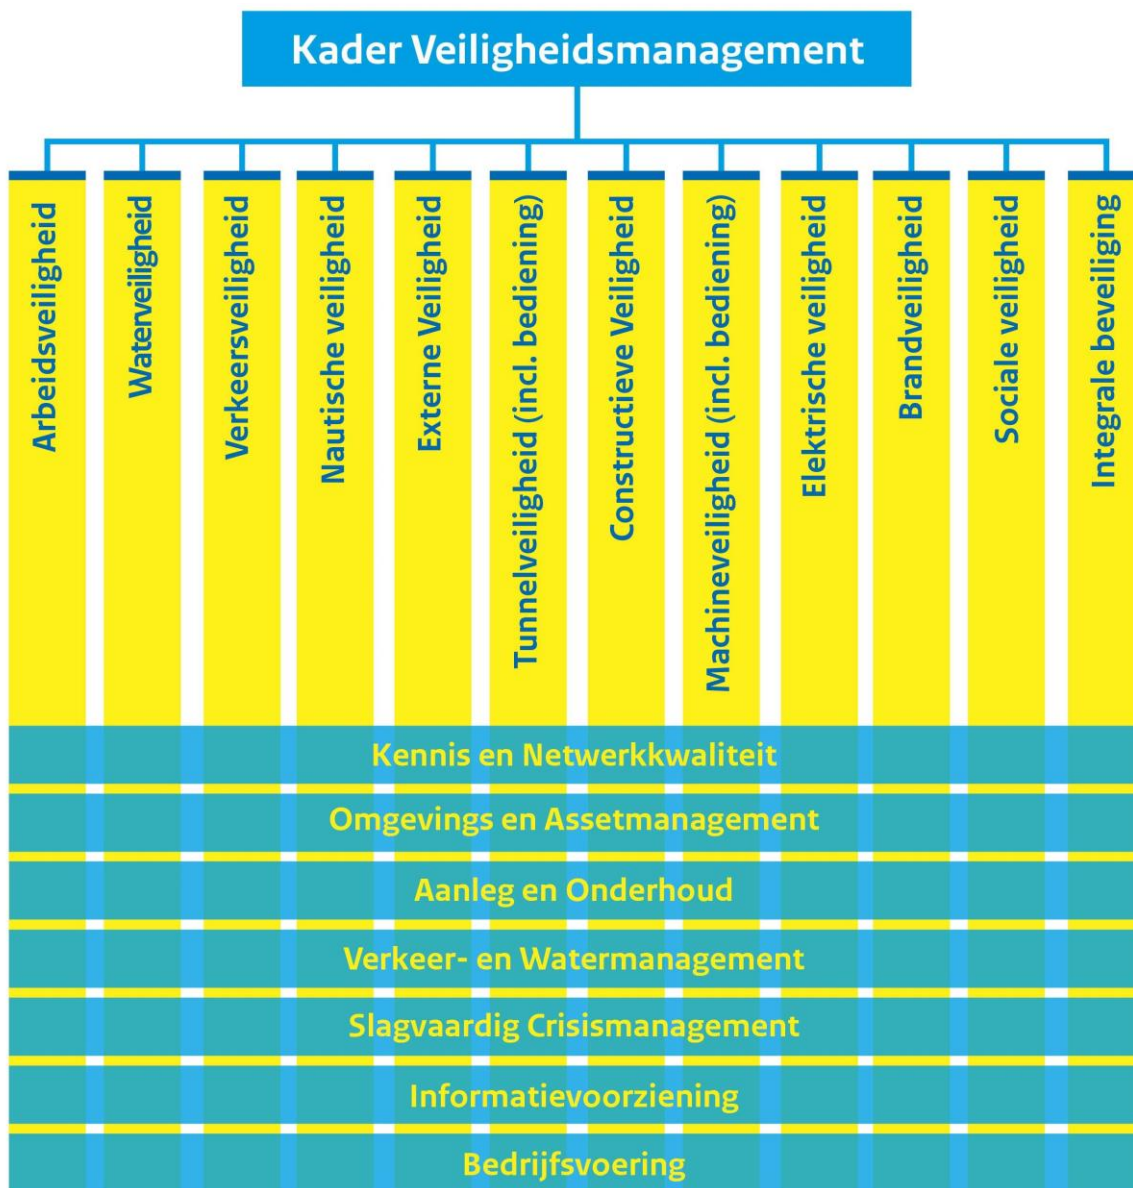 Kader Veiligheidsmanagement
Arbeidsveiligheid
Waterveiligheid
Verkeersveiligheid
Nautische veiligheid
Externe Veiligheid
Tunnelveiligheid (incl. bediening)
Constructieve Veiligheid
Machineveiligheid (incl. bediening)
Elektrische veiligheid
Brandveiligheid
Sociale veiligheid
Integrale beveiliging
Kennis en Netwerkkwaliteit
Omgevings en Assetmanagement
Aanleg en Onderhoud
Verkeer- en Watermanagement
Slagvaardig Crisismanagement
Informatievoorziening
Bedrijfsvoering